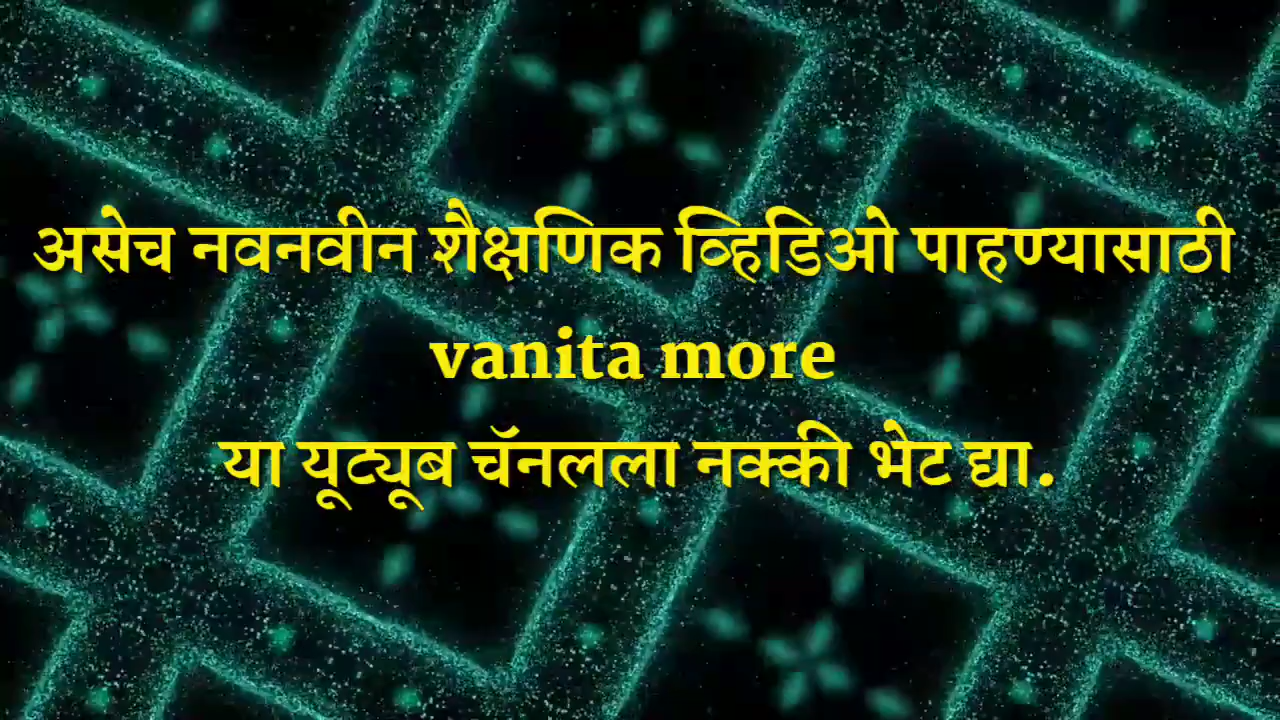 असेच नवनवीन शैक्षणिक व्हिडिओ पाहण्यासाठी
vanita more
या यूट्यूब चॅनलला नक्की भेट द्या.